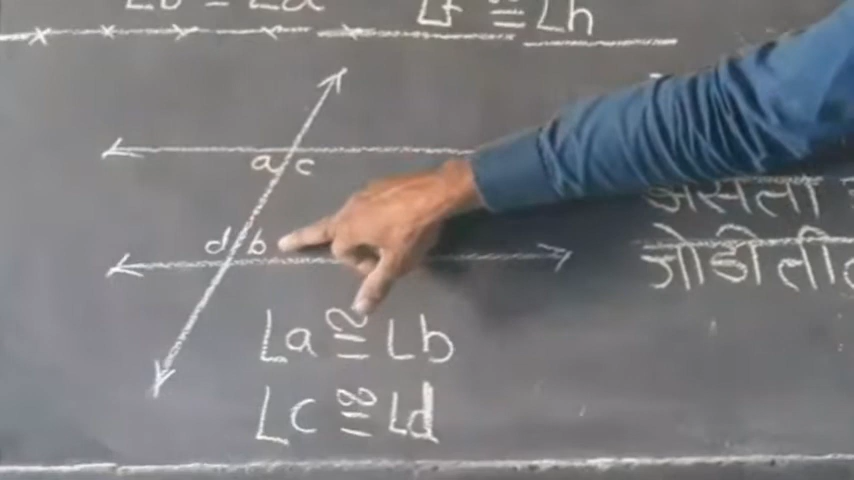 ∠f ≅ ∠h
a c
d b
असता
जोडीतील
∠a ≅ ∠b
∠c ≅ ∠d